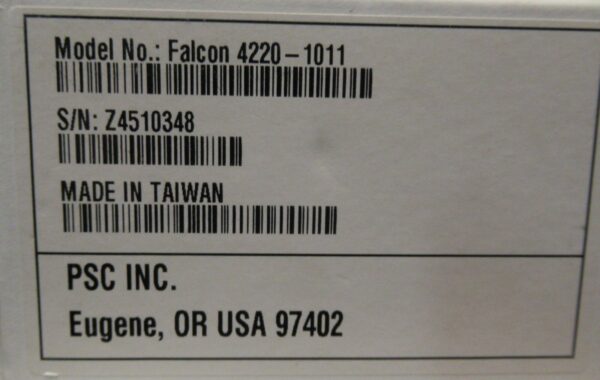 Model No.: Falcon 4220-1011
S/N: Z4510348
MADE IN TAIWAN
PSC INC.
Eugene, OR USA 97402